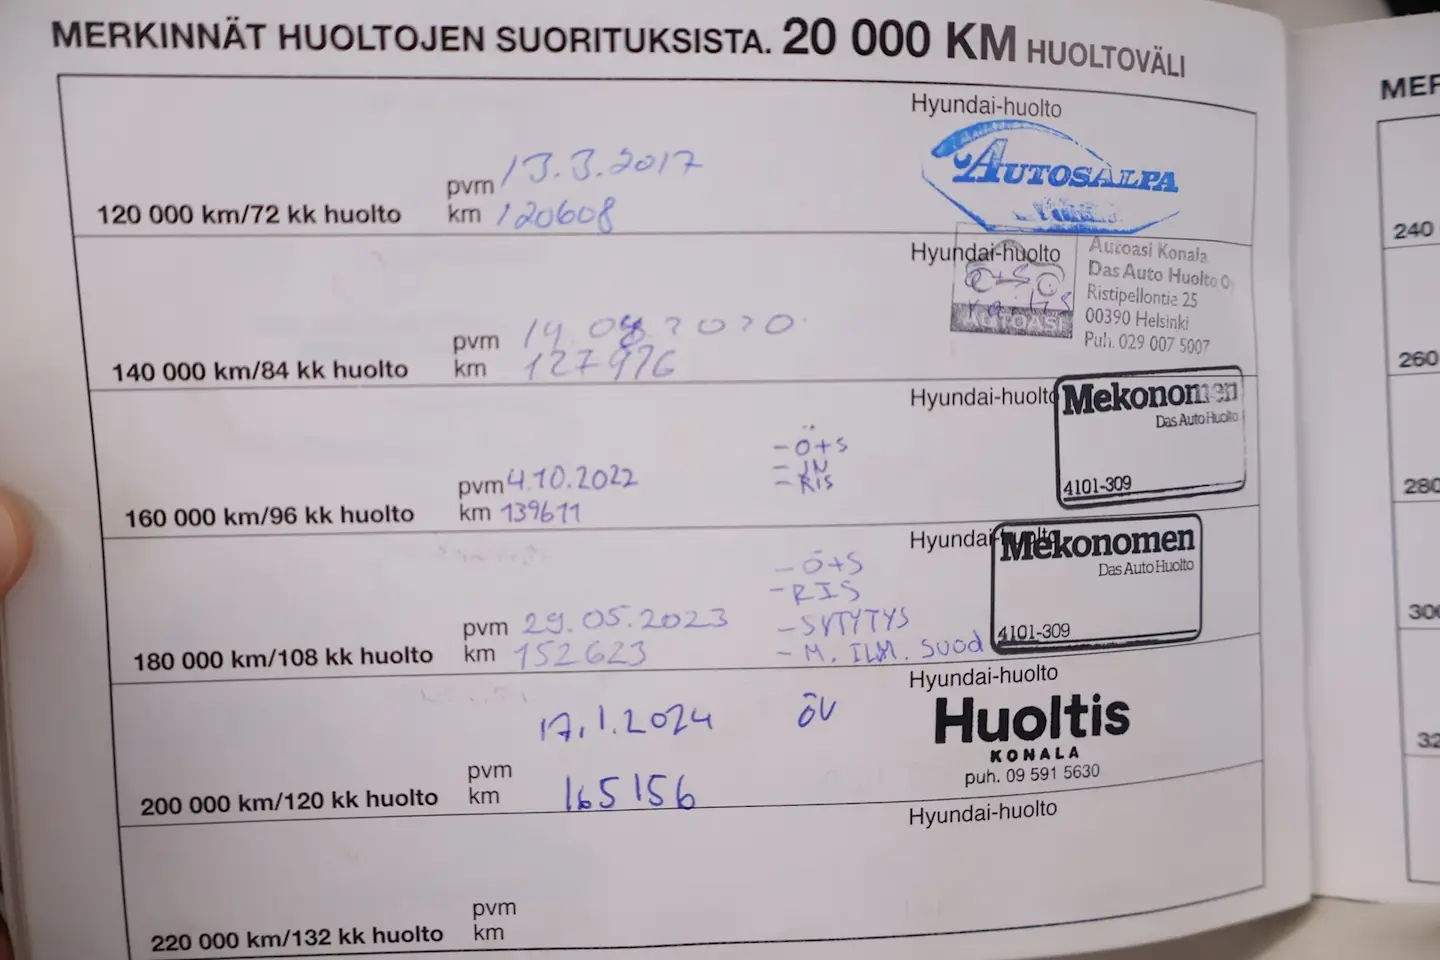 MERKINNÄT HUOLTOJEN SUORITUKSISTA. 20 000 KM HUOLTOVÄLI
Hyundai-huolto
AUTOSALPA
120 000 km/72 kk huolto
pvm 13.3.2017
km 120608
Hyundai-huolto
Ö+S
AUTOASI
Autoasi Konala
Das Auto Huolto O
Ristipellontie 25
00390 Helsinki
Puh. 029 007 5007
140 000 km/84 kk huolto
pvm 14.08.2020
km 127976
Hyundai-huolto
Mekonomen
Das Auto Huolto
4101-309
- Ö+S
- JN
- RIS
160 000 km/96 kk huolto
pvm 4.10.2022
km 139611
Hyundai-huolto
Mekonomen
Das Auto Huolto
4101-309
- Ö+S
- RIS
- SYTYTYS
- M. ILM. SUOD
180 000 km/108 kk huolto
pvm 29.05.2023
km 152623
Hyundai-huolto
Huoltis
KONALA
puh. 09 591 5630
ÖV
200 000 km/120 kk huolto
pvm 17.1.2024
km 165156
Hyundai-huolto
220 000 km/132 kk huolto
pvm
km
MER
240
260
280
300
32